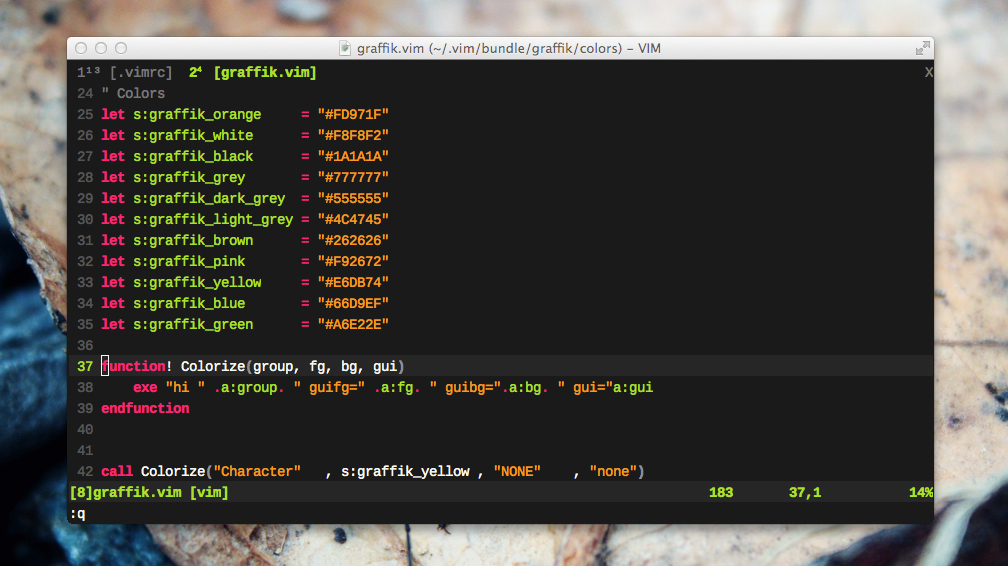 graffik.vim (~/.vim/bundle/graffik/colors) – VIM
1¹³ [.vimrc]  2⁴ [graffik.vim] X
24 " Colors
25 let s:graffik_orange     = "#FD971F"
26 let s:graffik_white      = "#F8F8F2"
27 let s:graffik_black      = "#1A1A1A"
28 let s:graffik_grey       = "#777777"
29 let s:graffik_dark_grey  = "#555555"
30 let s:graffik_light_grey = "#4C4745"
31 let s:graffik_brown      = "#262626"
32 let s:graffik_pink       = "#F92672"
33 let s:graffik_yellow     = "#E6DB74"
34 let s:graffik_blue       = "#66D9EF"
35 let s:graffik_green      = "#A6E22E"
36
37 function! Colorize(group, fg, bg, gui)
38     exe "hi " .a:group. " guifg=" .a:fg. " guibg=".a:bg. " gui="a:gui
39 endfunction
40
41
42 call Colorize("Character"   , s:graffik_yellow , "NONE"    , "none")
[8]graffik.vim [vim] 183 37,1 14%
:q